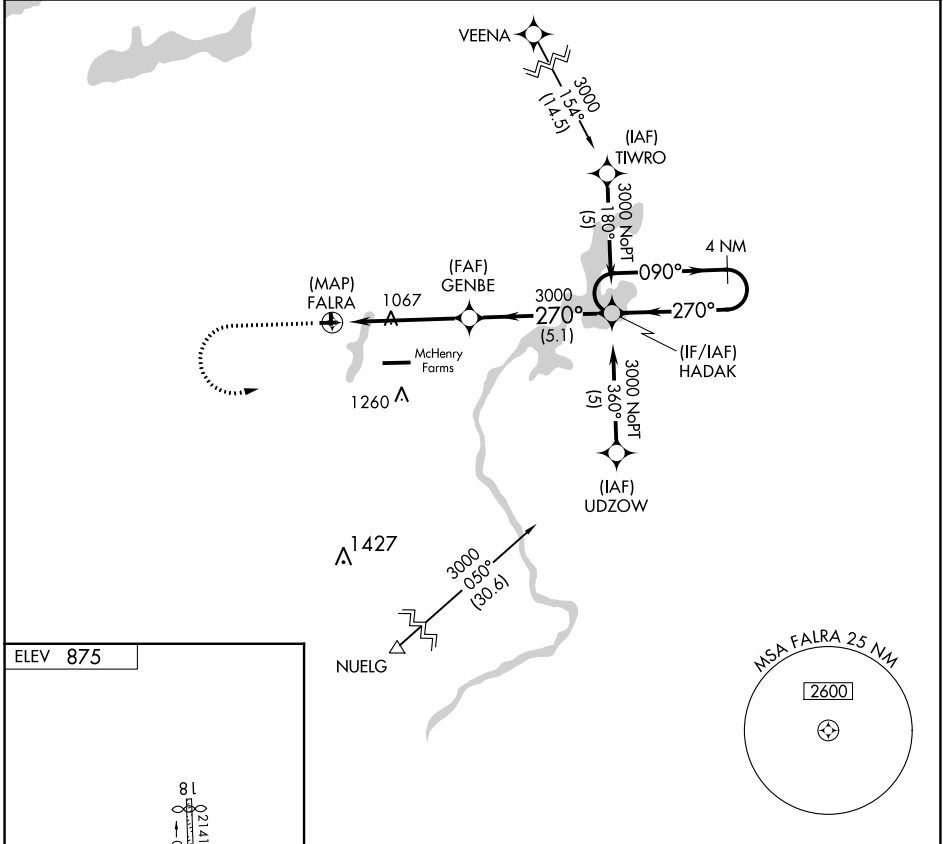 VEENA
3000
154°
(14.5)
(IAF)
TIWRO
3000 NoPT
180°
(5)
4 NM
090°
270°
(FAF)
GENBE
(MAP)
FALRA
1067
3000
270°
(5.1)
McHenry
Farms
(IF/IAF)
HADAK
1260
3000 NoPT
360°
(5)
(IAF)
UDZOW
1427
3000
050°
(30.6)
NUELG
MSA FALRA 25 NM
2600
ELEV 875
18
2141